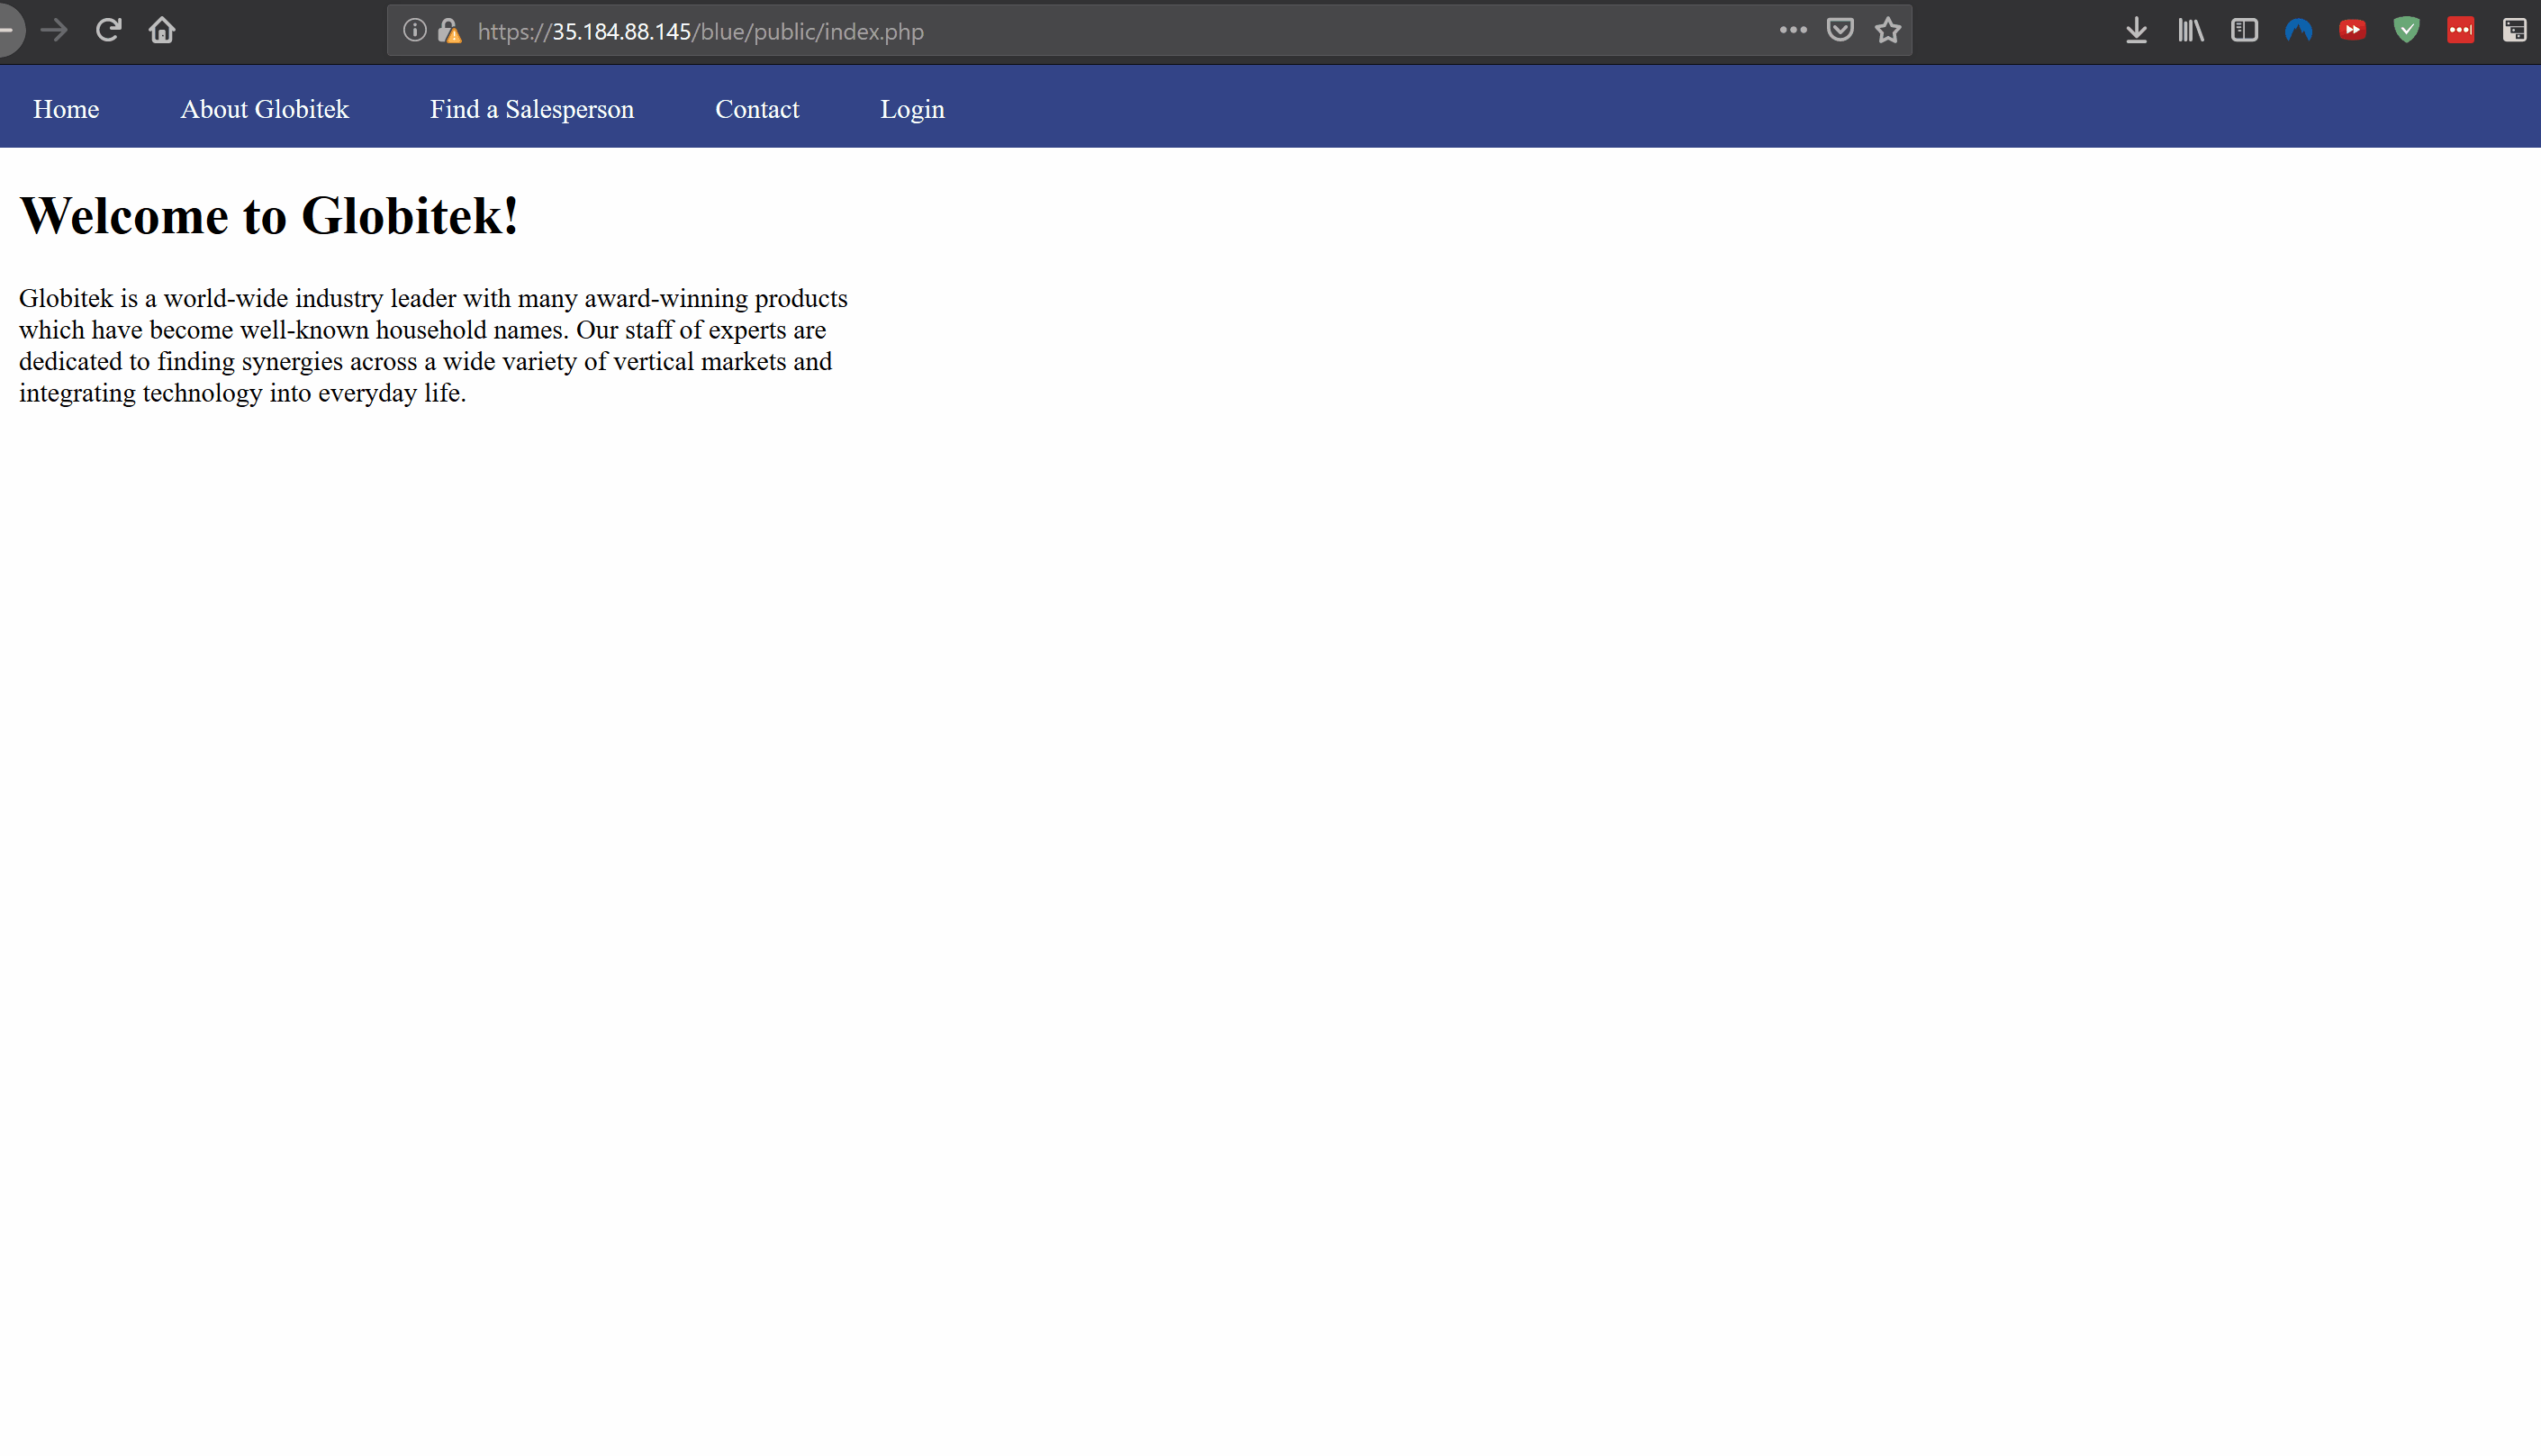 https://35.184.88.145/blue/public/index.php
Home About Globitek Find a Salesperson Contact Login
Welcome to Globitek!
Globitek is a world-wide industry leader with many award-winning products
which have become well-known household names. Our staff of experts are
dedicated to finding synergies across a wide variety of vertical markets and
integrating technology into everyday life.